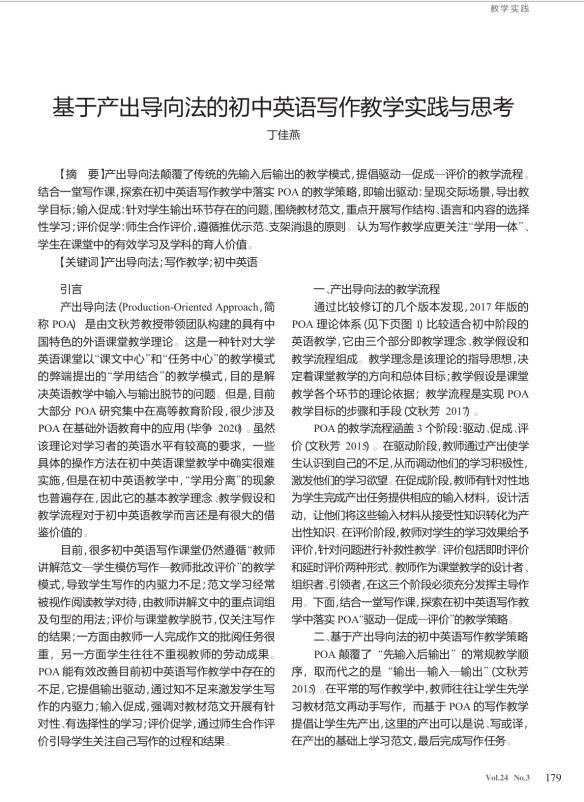 教学实践
基于产出导向法的初中英语写作教学实践与思考
丁佳燕
【摘　要】产出导向法颠覆了传统的先输入后输出的教学模式，提倡驱动—促成—评价的教学流程。
结合一堂写作课，探索在初中英语写作教学中落实 POA 的教学策略，即输出驱动：呈现交际场景，导出教
学目标；输入促成：针对学生输出环节存在的问题，围绕教材范文，重点开展写作结构、语言和内容的选择
性学习；评价促学：师生合作评价，遵循推优示范、支架消退的原则。认为写作教学应更关注“学用一体”、
学生在课堂中的有效学习及学科的育人价值。
【关键词】产出导向法；写作教学；初中英语
引言
产出导向法 (Production-Oriented Approach,简
称 POA） 是由文秋芳教授带领团队构建的具有中
国特色的外语课堂教学理论。这是一种针对大学
英语课堂以“课文中心”和“任务中心”的教学模式
的弊端提出的“学用结合”的教学模式，目的是解
决英语教学中输入与输出脱节的问题。但是，目前
大部分 POA 研究集中在高等教育阶段，很少涉及
POA 在基础外语教育中的应用 (毕争 2020) 。虽然
该理论对学习者的英语水平有较高的要求，一些
具体的操作方法在初中英语课堂教学中确实很难
实施，但是在初中英语教学中，“学用分离”的现象
也普遍存在，因此它的基本教学理念、教学假设和
教学流程对于初中英语教学而言还是有很大的借
鉴价值的。
目前，很多初中英语写作课堂仍然遵循“教师
讲解范文—学生模仿写作—教师批改评价”的教学
模式，导致学生写作的内驱力不足；范文学习经常
被视作阅读教学对待，由教师讲解文中的重点词组
及句型的用法；评价与课堂教学脱节，仅关注写作
的结果；一方面由教师一人完成作文的批阅任务很
重，另一方面学生往往不重视教师的劳动成果。
POA 能有效改善目前初中英语写作教学中存在的
不足，它提倡输出驱动，通过知不足来激发学生写
作的内驱力；输入促成，强调对教材范文开展有针
对性、有选择性的学习；评价促学，通过师生合作评
价引导学生关注自己写作的过程和结果。
一、产出导向法的教学流程
通过比较修订的几个版本发现，2017 年版的
POA 理论体系 (见下页图 1) 比较适合初中阶段的
英语教学，它由三个部分即教学理念、教学假设和
教学流程组成。教学理念是该理论的指导思想，决
定着课堂教学的方向和总体目标；教学假设是课堂
教学各个环节的理论依据；教学流程是实现 POA
教学目标的步骤和手段 (文秋芳 2017) 。
POA 的教学流程涵盖 3 个阶段：驱动、促成、评
价 (文秋芳 2015) 。在驱动阶段，教师通过产出使学
生认识到自己的不足，从而调动他们的学习积极性，
激发他们的学习欲望。在促成阶段，教师有针对性地
为学生完成产出任务提供相应的输入材料，设计活
动，让他们将这些输入材料从接受性知识转化为产
出性知识。在评价阶段，教师对学生的学习效果给予
评价，针对问题进行补救性教学。评价包括即时评价
和延时评价两种形式。教师作为课堂教学的设计者、
组织者、引领者，在这三个阶段必须充分发挥主导作
用。下面，结合一堂写作课，探索在初中英语写作教
学中落实 POA“驱动—促成—评价”的教学策略。
二、基于产出导向法的初中英语写作教学策略
POA 颠覆了 “先输入后输出” 的常规教学顺
序，取而代之的是 “输出—输入—输出” (文秋芳
2015) 。在平常的写作教学中，教师往往让学生先学
习教材范文再动手写作，而基于 POA 的写作教学
提倡让学生先产出，这里的产出可以是说、写或译，
在产出的基础上学习范文，最后完成写作任务。
Vol.24 No.3 179